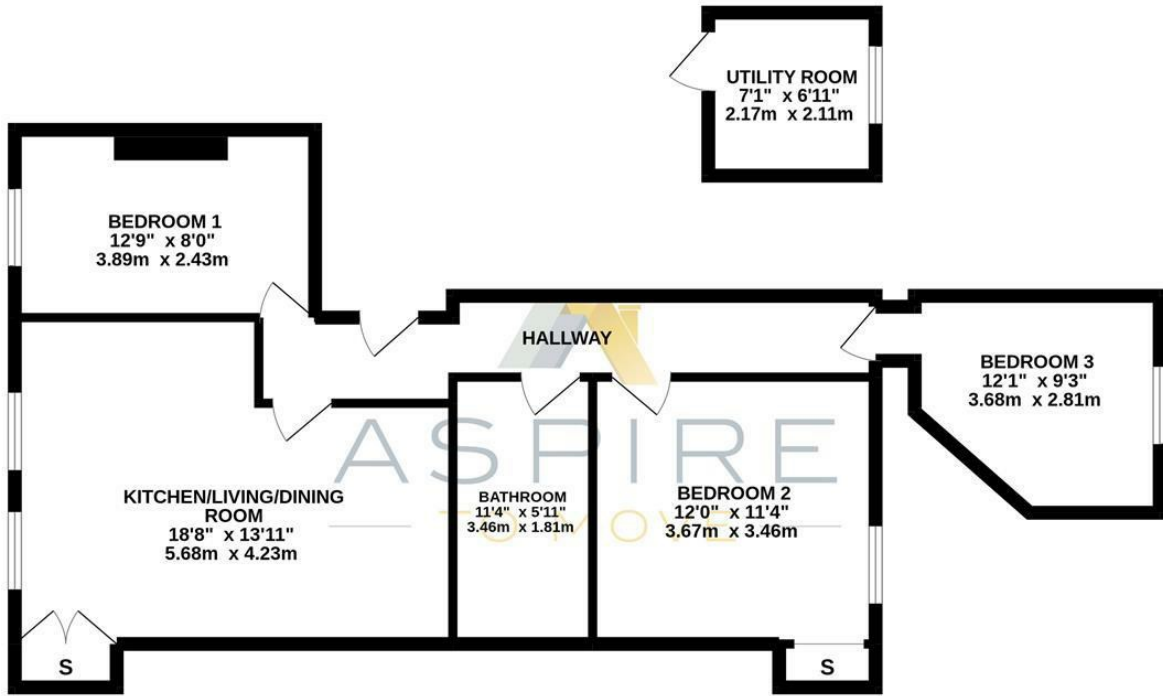 UTILITY ROOM
7'1" x 6'11"
2.17m x 2.11m
BEDROOM 1
12'9" x 8'0"
3.89m x 2.43m
HALLWAY
BEDROOM 3
12'1" x 9'3"
3.68m x 2.81m
ASPIRE
TO MOVE
KITCHEN/LIVING/DINING
ROOM
18'8" x 13'11"
5.68m x 4.23m
BATHROOM
11'4" x 5'11"
3.46m x 1.81m
BEDROOM 2
12'0" x 11'4"
3.67m x 3.46m
S
S